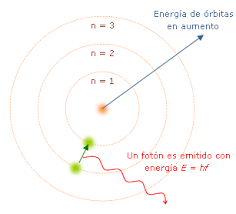 Energía de órbitas
en aumento
n = 3
n = 2
n = 1
Un fotón es emitido con
energía E = hf